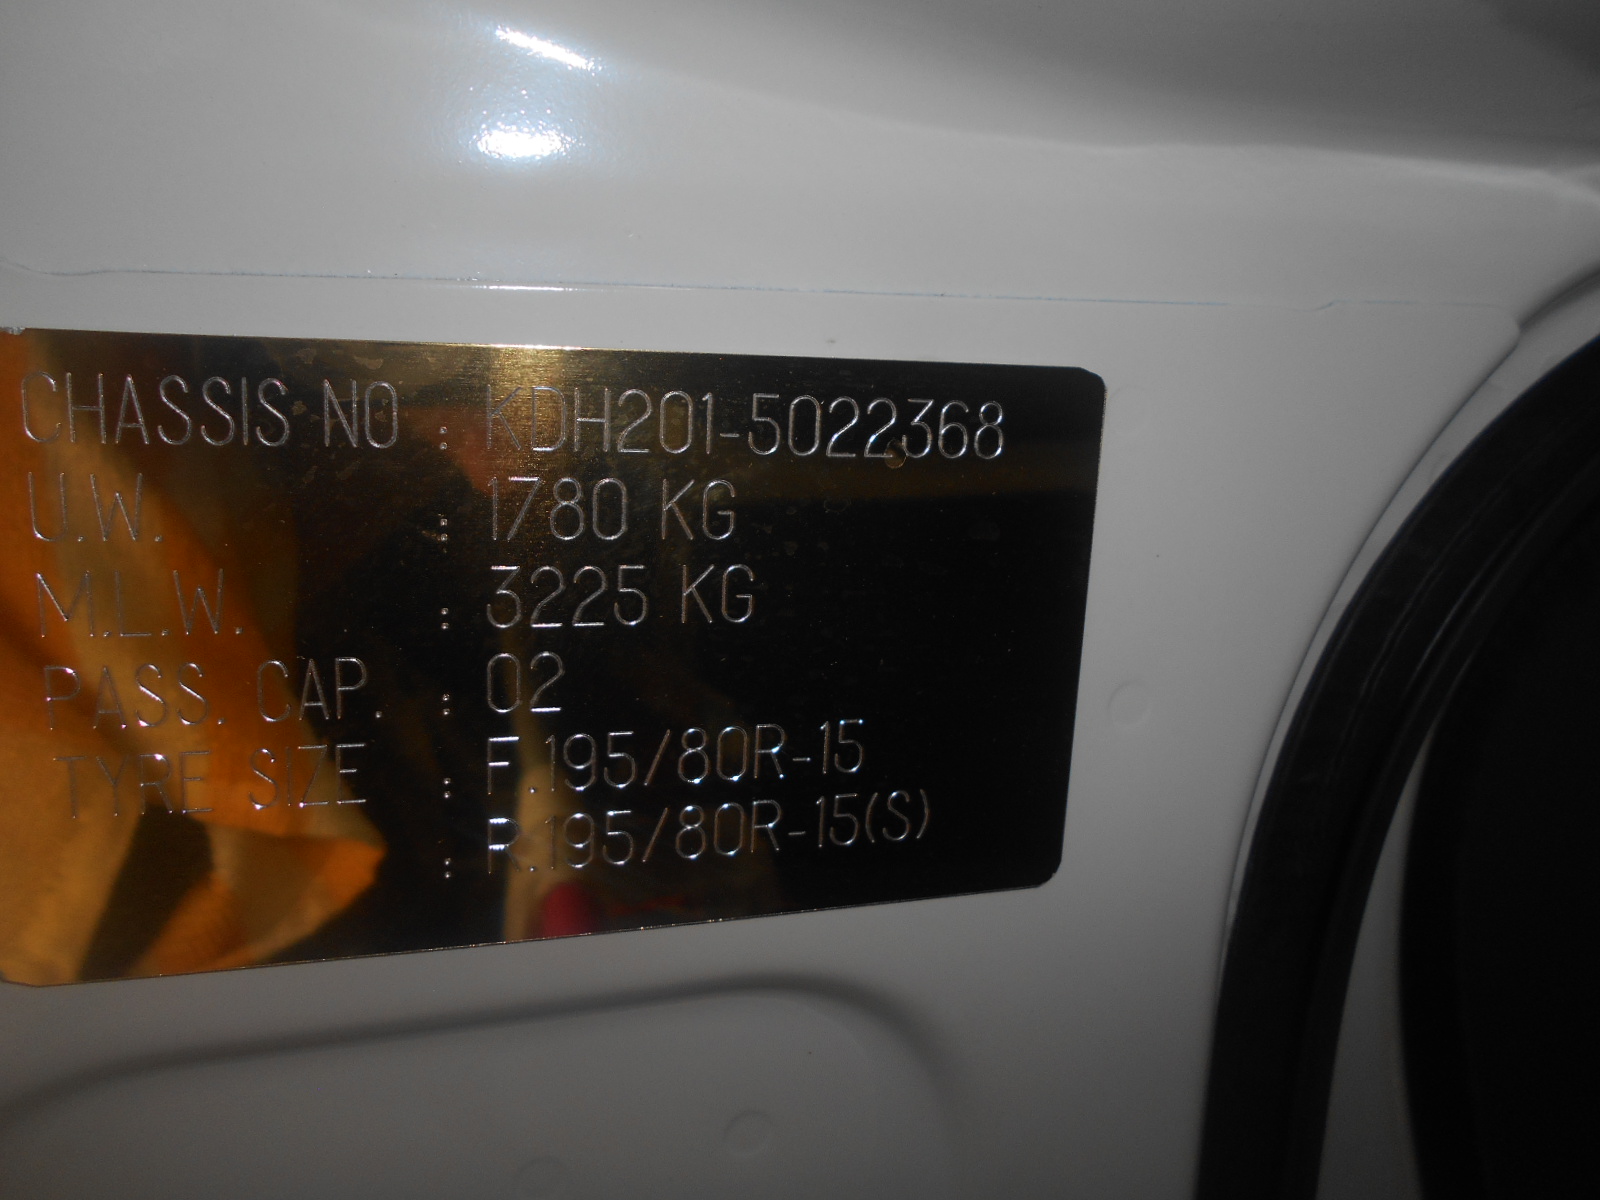 CHASSIS NO : KDH201-5022368
U.W. : 1780 KG
M.L.W. : 3225 KG
PASS. CAP. : 02
TYRE SIZE : F.195/80R-15
: R.195/80R-15(S)